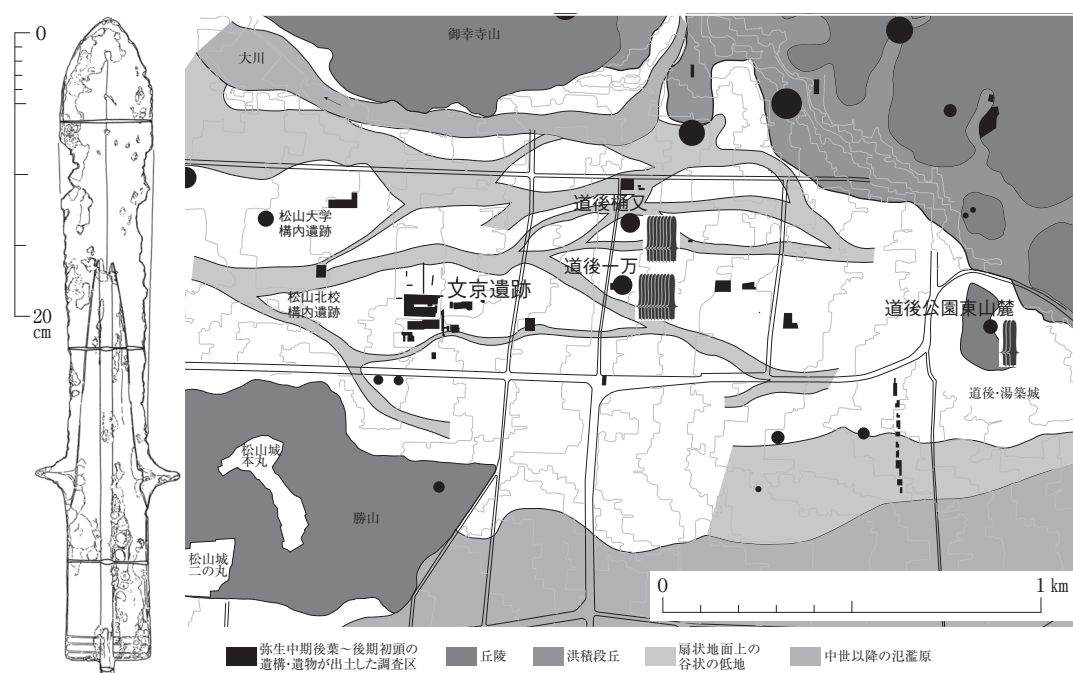 0
20
cm
御幸寺山
大川
道後樋又
松山大学
構内遺跡
道後一万
松山北校
構内遺跡
文京遺跡
道後公園東山麓
道後・湯築城
松山城
本丸
勝山
松山城
二の丸
0
1 km
弥生中期後葉～後期初頭の
遺構・遺物が出土した調査区
丘陵
洪積段丘
扇状地面上の
谷状の低地
中世以降の氾濫原